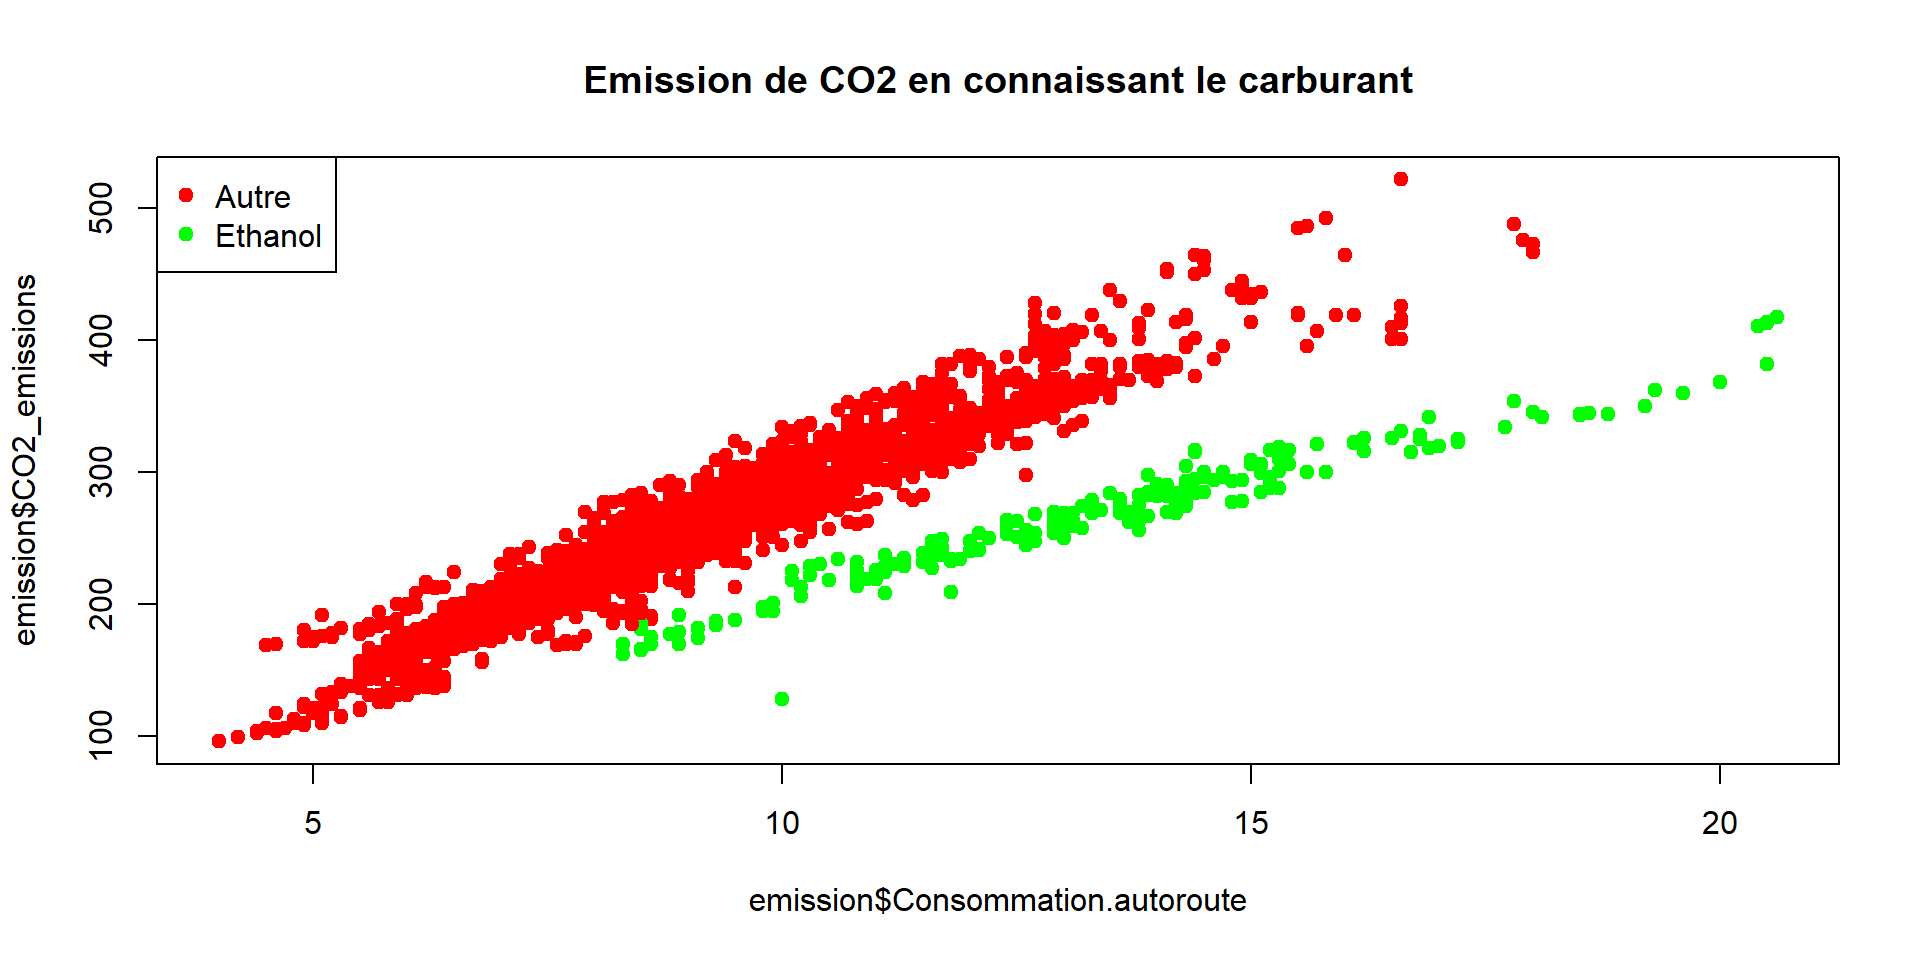 Emission de CO2 en connaissant le carburant
Autre
Ethanol
emission$CO2_emissions
500
400
300
200
100
5
10
15
20
emission$Consommation.autoroute